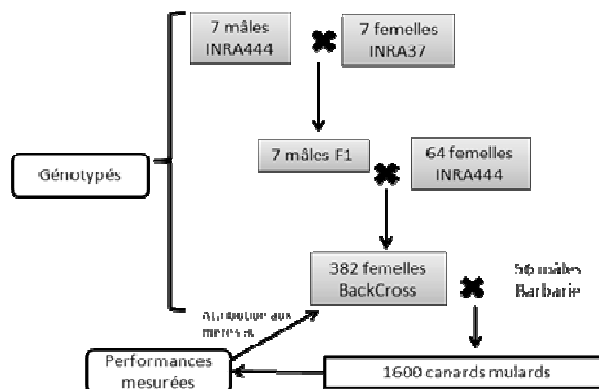 7 mâles
INRA444
7 femelles
INRA37
7 mâles F1
64 femelles
INRA444
Génotypés
382 femelles
BackCross
56 mâles
Barbarie
aux
Performances
mesurées
1600 canards mulards